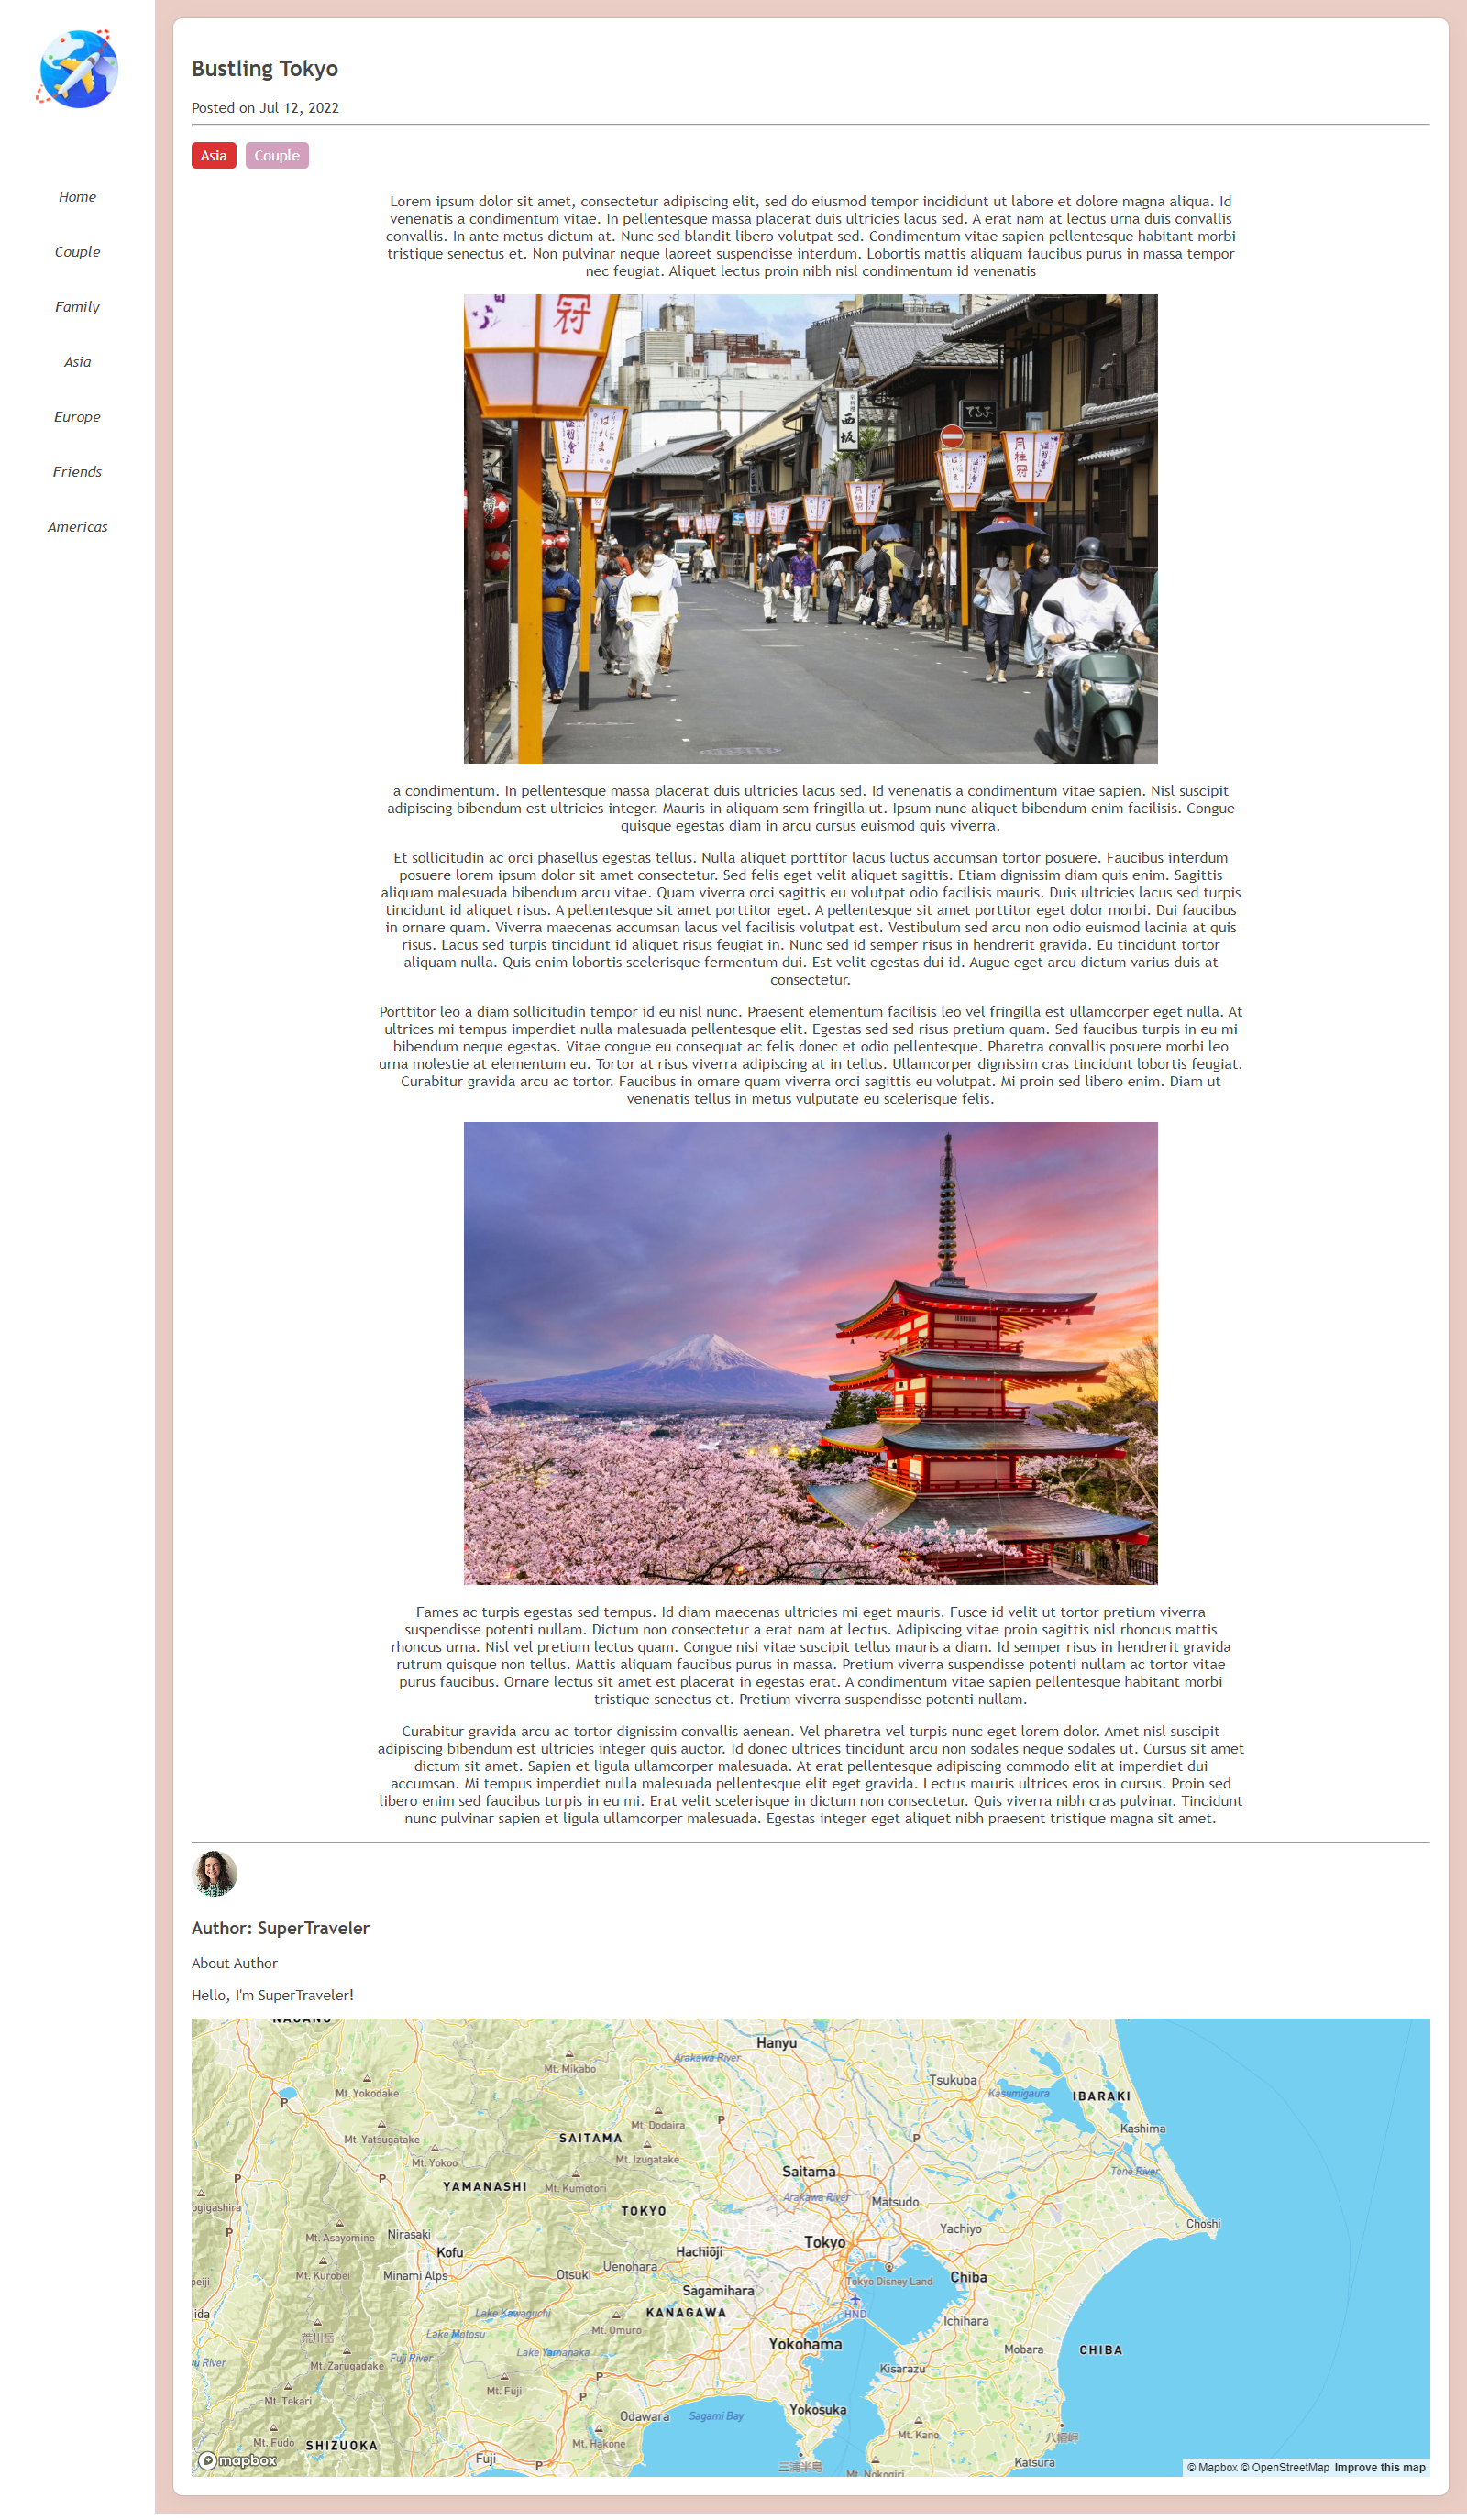 Bustling Tokyo
Posted on Jul 12, 2022
Asia Couple
Home
Couple
Family
Asia
Europe
Friends
Americas
Lorem ipsum dolor sit amet, consectetur adipiscing elit, sed do eiusmod tempor incididunt ut labore et dolore magna aliqua. Id
venenatis a condimentum vitae. In pellentesque massa placerat duis ultricies lacus sed. A erat nam at lectus urna duis convallis
convallis. In ante metus dictum at. Nunc sed blandit libero volutpat sed. Condimentum vitae sapien pellentesque habitant morbi
tristique senectus et. Non pulvinar neque laoreet suspendisse interdum. Lobortis mattis aliquam faucibus purus in massa tempor
nec feugiat. Aliquet lectus proin nibh nisl condimentum id venenatis
冠
西坂
てる子
月桂冠
a condimentum. In pellentesque massa placerat duis ultricies lacus sed. Id venenatis a condimentum vitae sapien. Nisl suscipit
adipiscing bibendum est ultricies integer. Mauris in aliquam sem fringilla ut. Ipsum nunc aliquet bibendum enim facilisis. Congue
quisque egestas diam in arcu cursus euismod quis viverra.
Et sollicitudin ac orci phasellus egestas tellus. Nulla aliquet porttitor lacus luctus accumsan tortor posuere. Faucibus interdum
posuere lorem ipsum dolor sit amet consectetur. Sed felis eget velit aliquet sagittis. Etiam dignissim diam quis enim. Sagittis
aliquam malesuada bibendum arcu vitae. Quam viverra orci sagittis eu volutpat odio facilisis mauris. Duis ultricies lacus sed turpis
tincidunt id aliquet risus. A pellentesque sit amet porttitor eget. A pellentesque sit amet porttitor eget dolor morbi. Dui faucibus
in ornare quam. Viverra maecenas accumsan lacus vel facilisis volutpat est. Vestibulum sed arcu non odio euismod lacinia at quis
risus. Lacus sed turpis tincidunt id aliquet risus feugiat in. Nunc sed id semper risus in hendrerit gravida. Eu tincidunt tortor
aliquam nulla. Quis enim lobortis scelerisque fermentum dui. Est velit egestas dui id. Augue eget arcu dictum varius duis at
consectetur.
Porttitor leo a diam sollicitudin tempor id eu nisl nunc. Praesent elementum facilisis leo vel fringilla est ullamcorper eget nulla. At
ultrices mi tempus imperdiet nulla malesuada pellentesque elit. Egestas sed sed risus pretium quam. Sed faucibus turpis in eu mi
bibendum neque egestas. Vitae congue eu consequat ac felis donec et odio pellentesque. Pharetra convallis posuere morbi leo
urna molestie at elementum eu. Tortor at risus viverra adipiscing at in tellus. Ullamcorper dignissim cras tincidunt lobortis feugiat.
Curabitur gravida arcu ac tortor. Faucibus in ornare quam viverra orci sagittis eu volutpat. Mi proin sed libero enim. Diam ut
venenatis tellus in metus vulputate eu scelerisque felis.
Fames ac turpis egestas sed tempus. Id diam maecenas ultricies mi eget mauris. Fusce id velit ut tortor pretium viverra
suspendisse potenti nullam. Dictum non consectetur a erat nam at lectus. Adipiscing vitae proin sagittis nisl rhoncus mattis
rhoncus urna. Nisl vel pretium lectus quam. Congue nisi vitae suscipit tellus mauris a diam. Id semper risus in hendrerit gravida
rutrum quisque non tellus. Mattis aliquam faucibus purus in massa. Pretium viverra suspendisse potenti nullam ac tortor vitae
purus faucibus. Ornare lectus sit amet est placerat in egestas erat. A condimentum vitae sapien pellentesque habitant morbi
tristique senectus et. Pretium viverra suspendisse potenti nullam.
Curabitur gravida arcu ac tortor dignissim convallis aenean. Vel pharetra vel turpis nunc eget lorem dolor. Amet nisl suscipit
adipiscing bibendum est ultricies integer quis auctor. Id donec ultrices tincidunt arcu non sodales neque sodales ut. Cursus sit amet
dictum sit amet. Sapien et ligula ullamcorper malesuada. At erat pellentesque adipiscing commodo elit at imperdiet dui
accumsan. Mi tempus imperdiet nulla malesuada pellentesque elit eget gravida. Lectus mauris ultrices eros in cursus. Proin sed
libero enim sed faucibus turpis in eu mi. Erat velit scelerisque in dictum non consectetur. Quis viverra nibh cras pulvinar. Tincidunt
nunc pulvinar sapien et ligula ullamcorper malesuada. Egestas integer eget aliquet nibh praesent tristique magna sit amet.
Author: SuperTraveler
About Author
Hello, I'm SuperTraveler!
NAGANO
Hanyu
Arakawa River
Mt. Mikabo
Tsukuba
Mt. Yokodake
Kasumigaura
IBARAKI
P
Mt. Dodaira
P
Kashima
Mt. Yatsugatake
SAITAMA
P
Mt. Izugatake
Mt. Yokoo
Saitama
Tone River
P
P
YAMANASHI
Mt. Kumotori
Arakawa River
Matsudo
ogigashira
TOKYO
Choshi
Mt. Asayomine
Nirasaki
P
Tokyo
Yachiyo
Kofu
Hachiōji
Uenohara
Mt. Kurobei
Minami Alps
Otsuki
Chiba
peiji
Tokyo Disney Land
Sagamihara
lida
Lake Kawaguchi
KANAGAWA
HND
Ichihara
Mt. Omuro
荒川岳
Lake Motosu
Yokohama
CHIBA
Mobara
Lake Yamanaka
Fuji River
u River
Mt. Zarugadake
Kisarazu
P
Mt. Fuji
Mt. Tekari
P
Yokosuka
Odawara
Sagami Bay
Mt. Kano
八幡岬
Mt. Fudo
SHIZUOKA
Mt. Hakone
Fuji
mapbox
P
三浦半島
Katsura
Mt. Nokogiri
© Mapbox © OpenStreetMap Improve this map